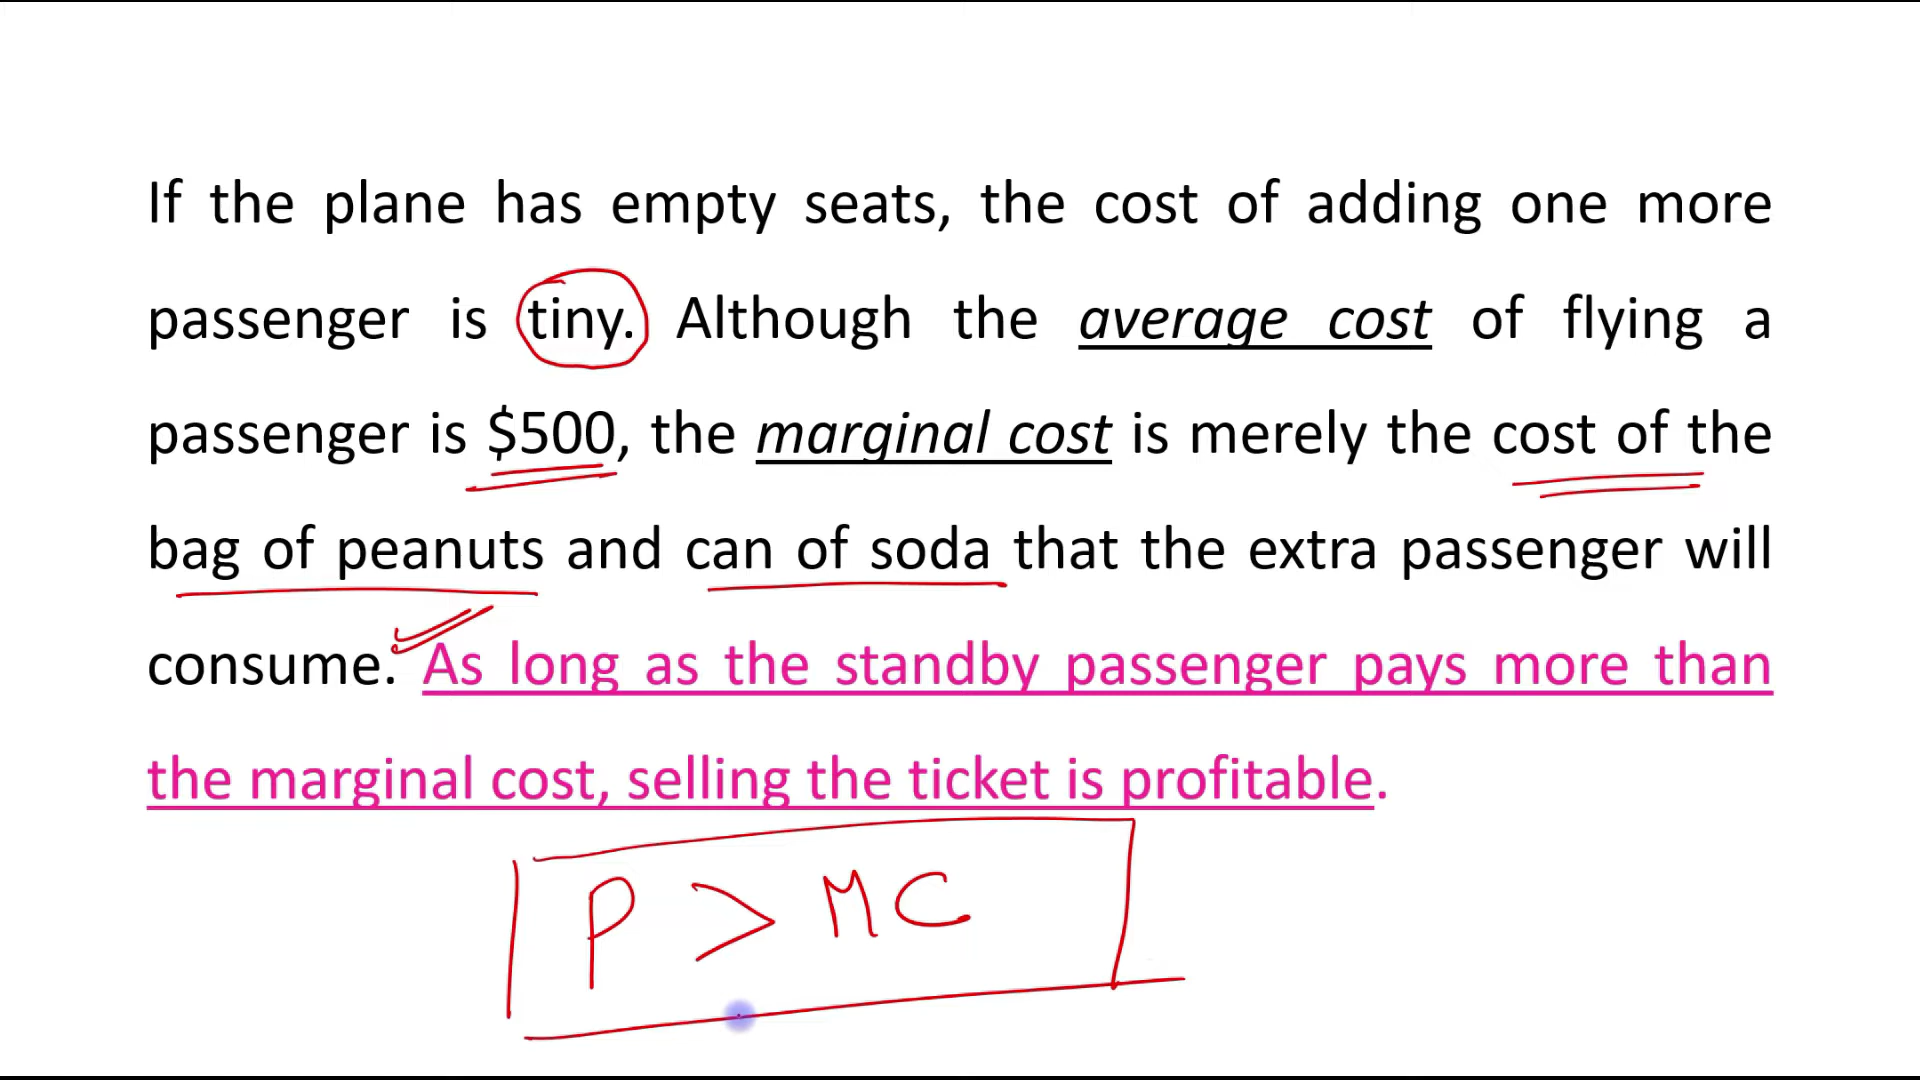 If the plane has empty seats, the cost of adding one more
passenger is tiny. Although the average cost of flying a
passenger is $500, the marginal cost is merely the cost of the
bag of peanuts and can of soda that the extra passenger will
consume. As long as the standby passenger pays more than
the marginal cost, selling the ticket is profitable.
P > MC